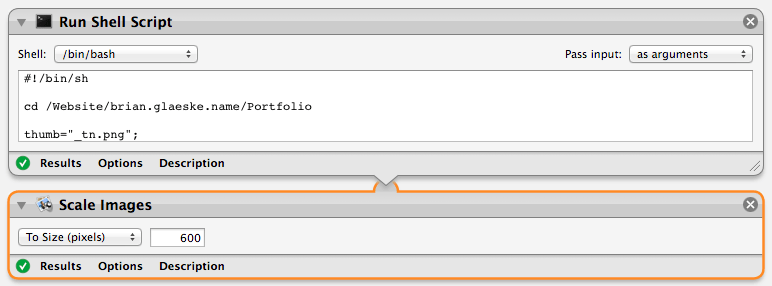 Run Shell Script
Shell: /bin/bash Pass input: as arguments
#!/bin/sh
cd /Website/brian.glaeske.name/Portfolio
thumb="_tn.png";
Results Options Description
Scale Images
To Size (pixels) 600
Results Options Description